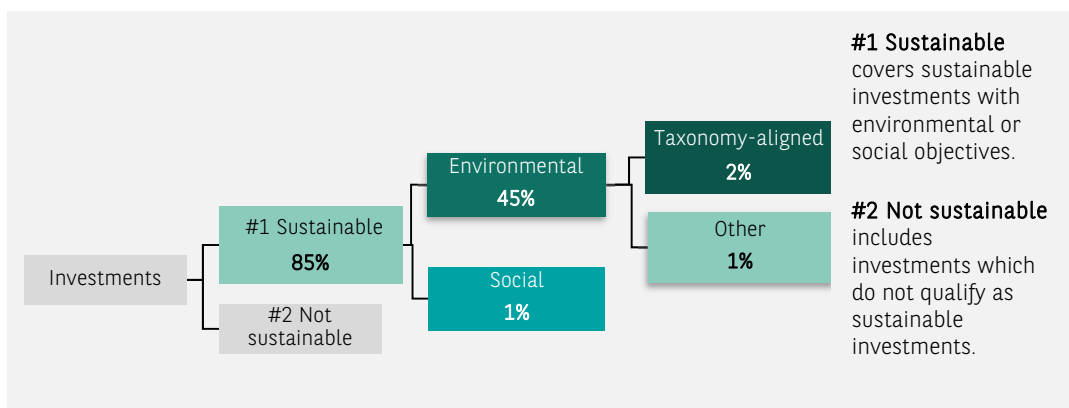 Investments
#1 Sustainable
85%
#2 Not
sustainable
Environmental
45%
Social
1%
Taxonomy-aligned
2%
Other
1%
#1 Sustainable
covers sustainable
investments with
environmental or
social objectives.
#2 Not sustainable
includes
investments which
do not qualify as
sustainable
investments.